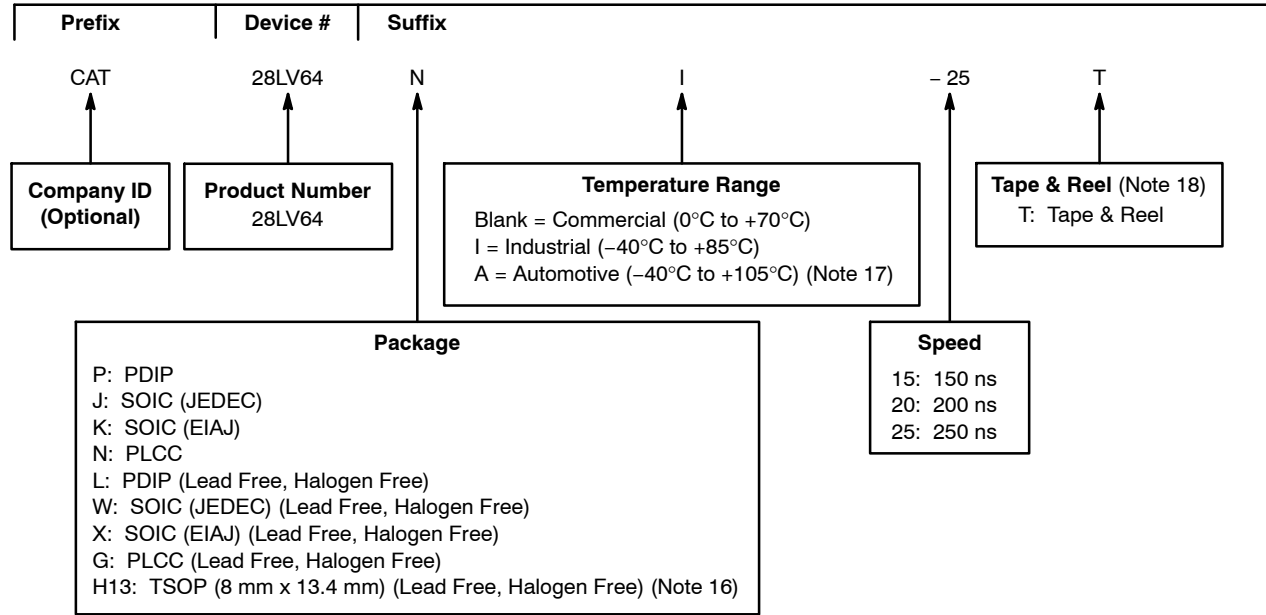 Prefix Device # Suffix
CAT 28LV64 N I – 25 T
Company ID
(Optional)
Product Number
28LV64
Temperature Range
Blank = Commercial (0°C to +70°C)
I = Industrial (−40°C to +85°C)
A = Automotive (−40°C to +105°C) (Note 17)
Tape & Reel (Note 18)
T: Tape & Reel
Package
P: PDIP
J: SOIC (JEDEC)
K: SOIC (EIAJ)
N: PLCC
L: PDIP (Lead Free, Halogen Free)
W: SOIC (JEDEC) (Lead Free, Halogen Free)
X: SOIC (EIAJ) (Lead Free, Halogen Free)
G: PLCC (Lead Free, Halogen Free)
H13: TSOP (8 mm x 13.4 mm) (Lead Free, Halogen Free) (Note 16)
Speed
15: 150 ns
20: 200 ns
25: 250 ns